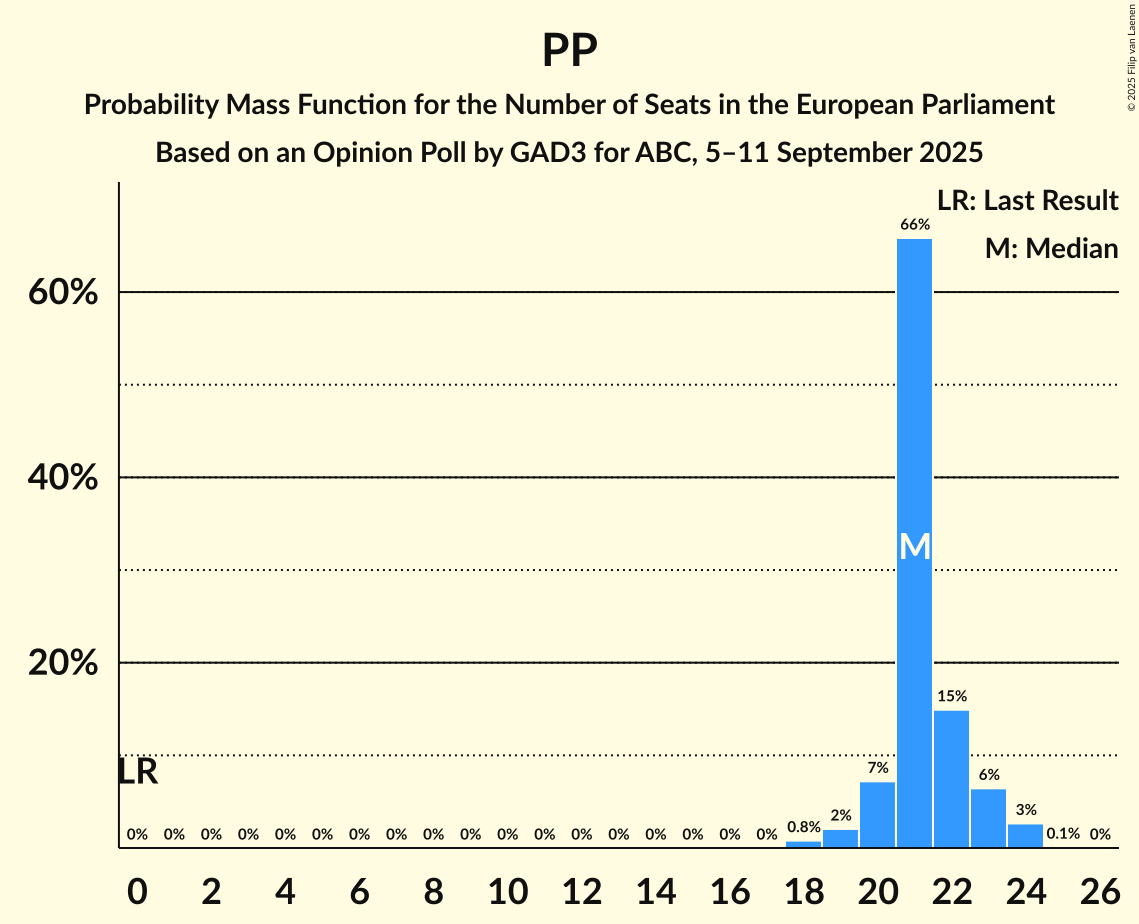 PP
Probability Mass Function for the Number of Seats in the European Parliament
Based on an Opinion Poll by GAD3 for ABC, 5–11 September 2025
© 2025 Filip van Laenen
LR: Last Result
M: Median
60%
40%
20%
LR
M
0% 0% 0% 0% 0% 0% 0% 0% 0% 0% 0% 0% 0% 0% 0% 0% 0% 0% 0.8% 2% 7% 66% 15% 6% 3% 0.1% 0%
0 2 4 6 8 10 12 14 16 18 20 22 24 26